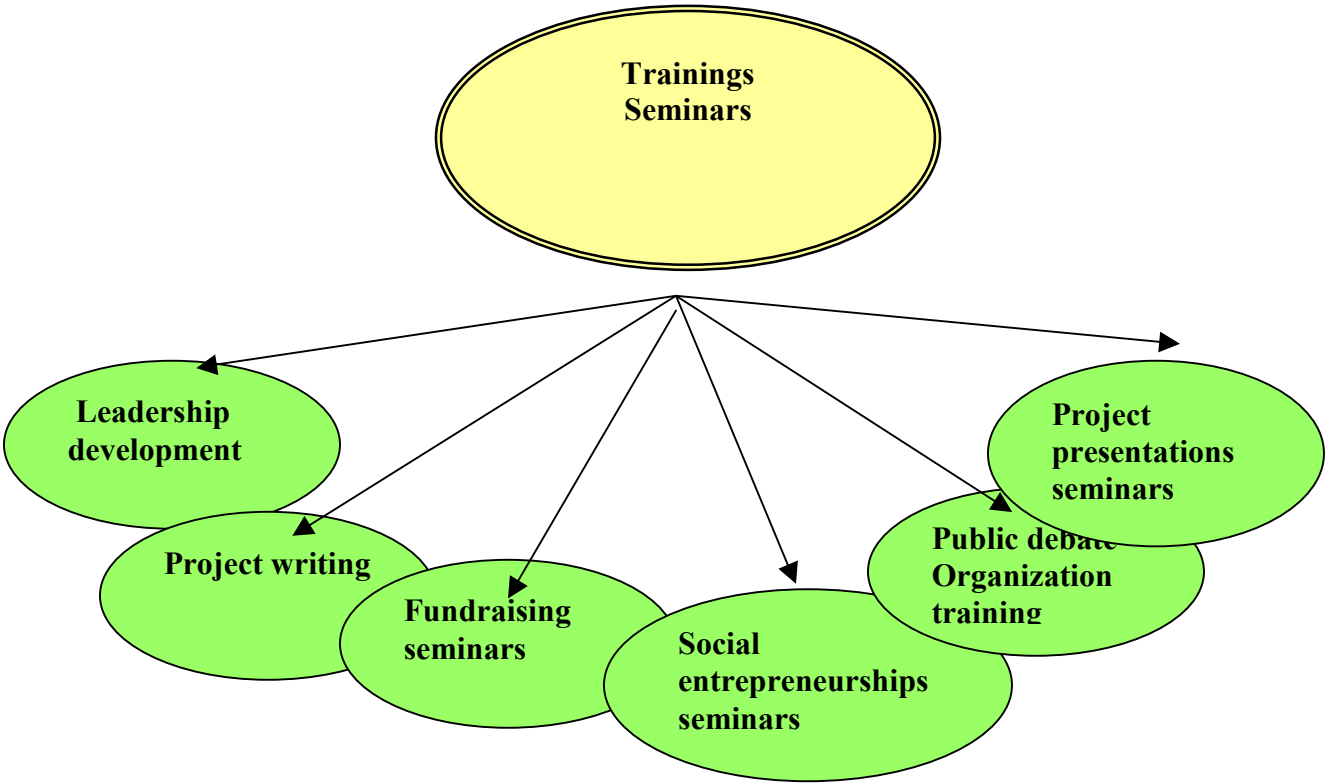 Trainings
Seminars
Leadership
development
Project writing
Fundraising
seminars
Social
entrepreneurships
seminars
Public debate
Organization
training
Project
presentations
seminars